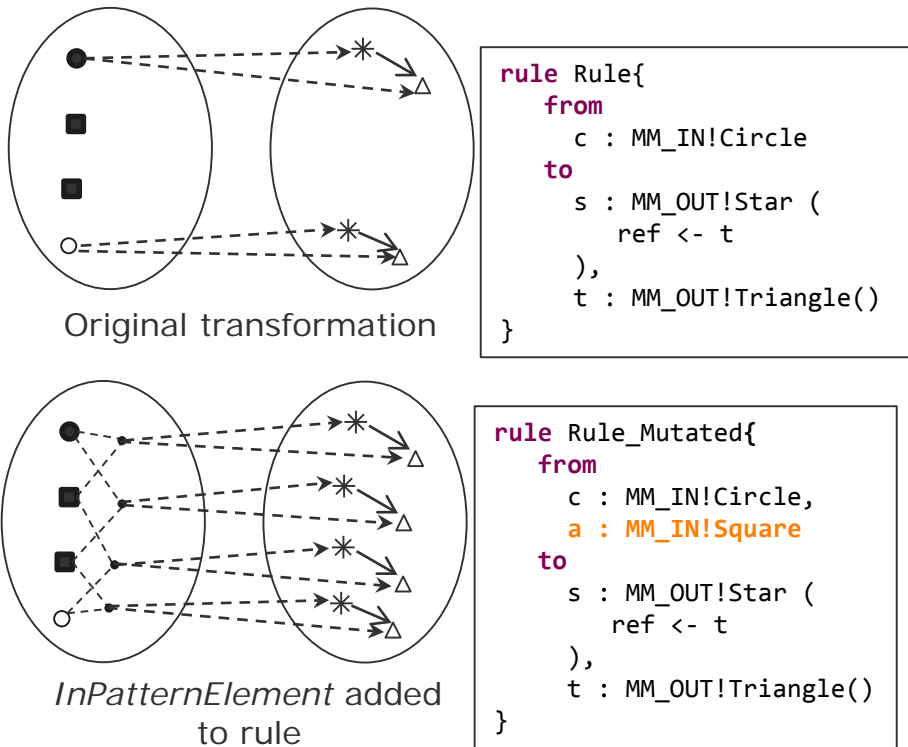 rule Rule{
from
c : MM_IN!Circle
to
s : MM_OUT!Star (
ref <- t
),
t : MM_OUT!Triangle()
}
Original transformation
rule Rule_Mutated{
from
c : MM_IN!Circle,
a : MM_IN!Square
to
s : MM_OUT!Star (
ref <- t
),
t : MM_OUT!Triangle()
}
InPatternElement added
to rule